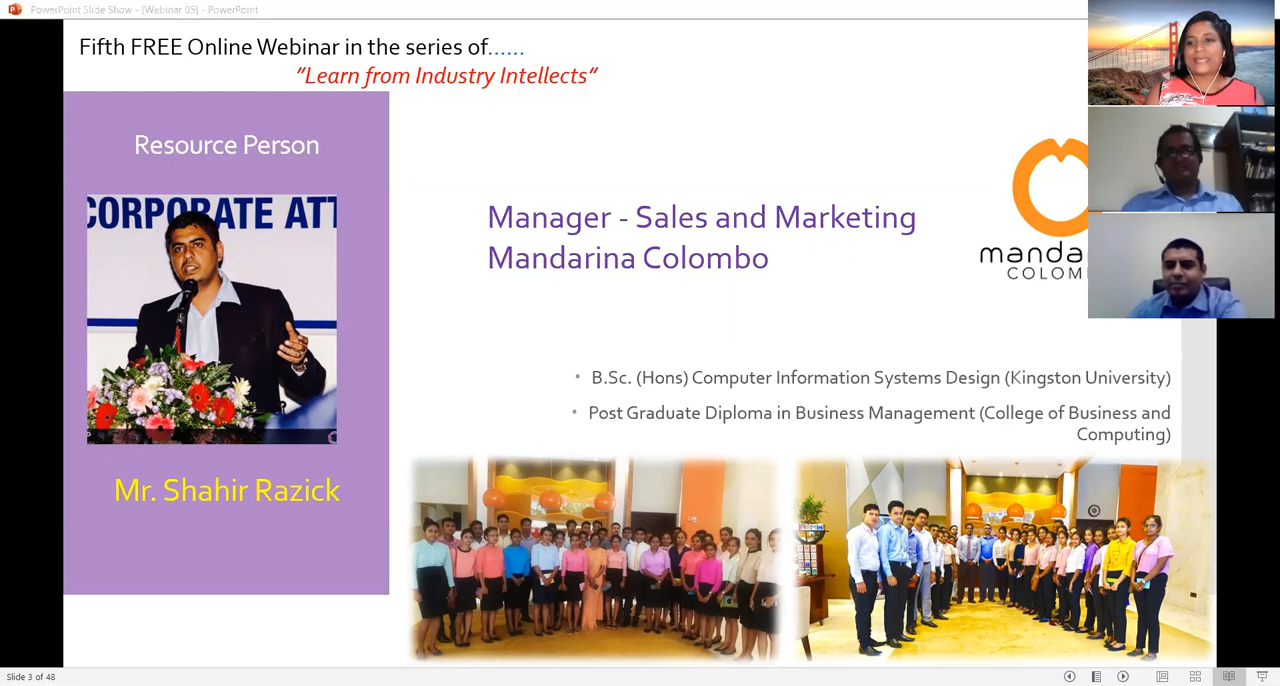 PowerPoint Slide Show - [Webinar 05] - PowerPoint
Fifth FREE Online Webinar in the series of......
"Learn from Industry Intellects"
Resource Person
CORPORATE ATT
Manager - Sales and Marketing
Mandarina Colombo
manda
COLOM
B.Sc. (Hons) Computer Information Systems Design (Kingston University)
Post Graduate Diploma in Business Management (College of Business and
Computing)
Mr. Shahir Razick
Slide 3 of 48